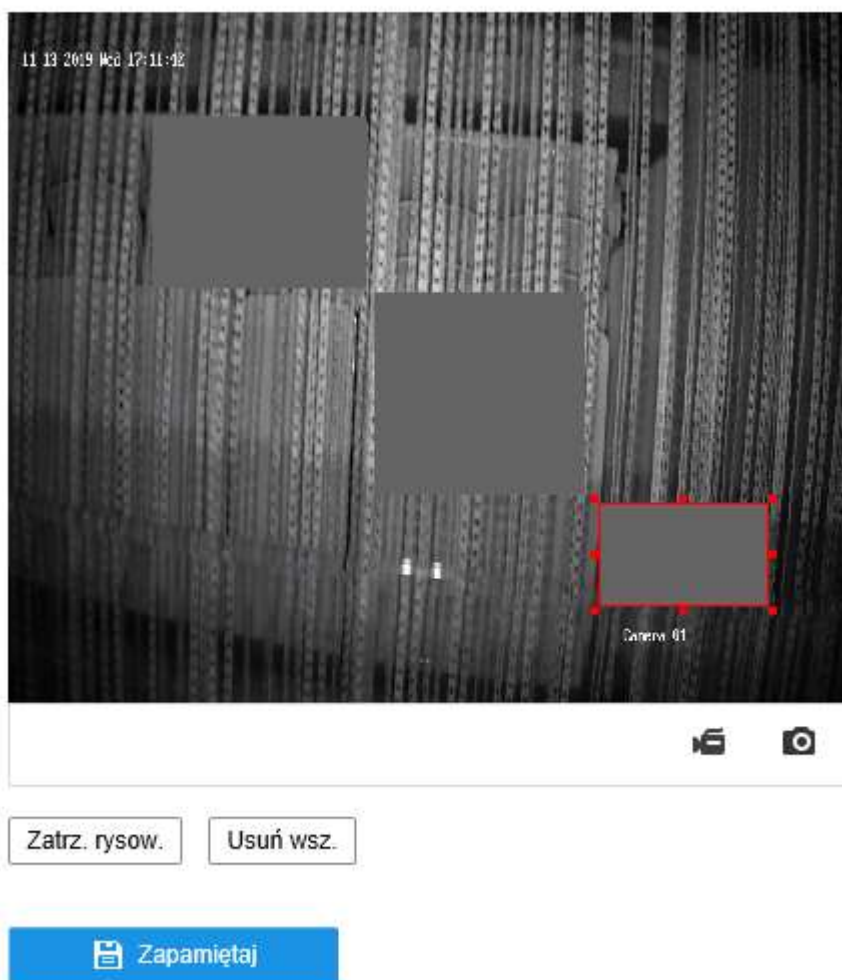 11-13-2019 Wed 17:11:42
Camera 01
Zatrz. rysow.
Usuń wsz.
Zapamiętaj